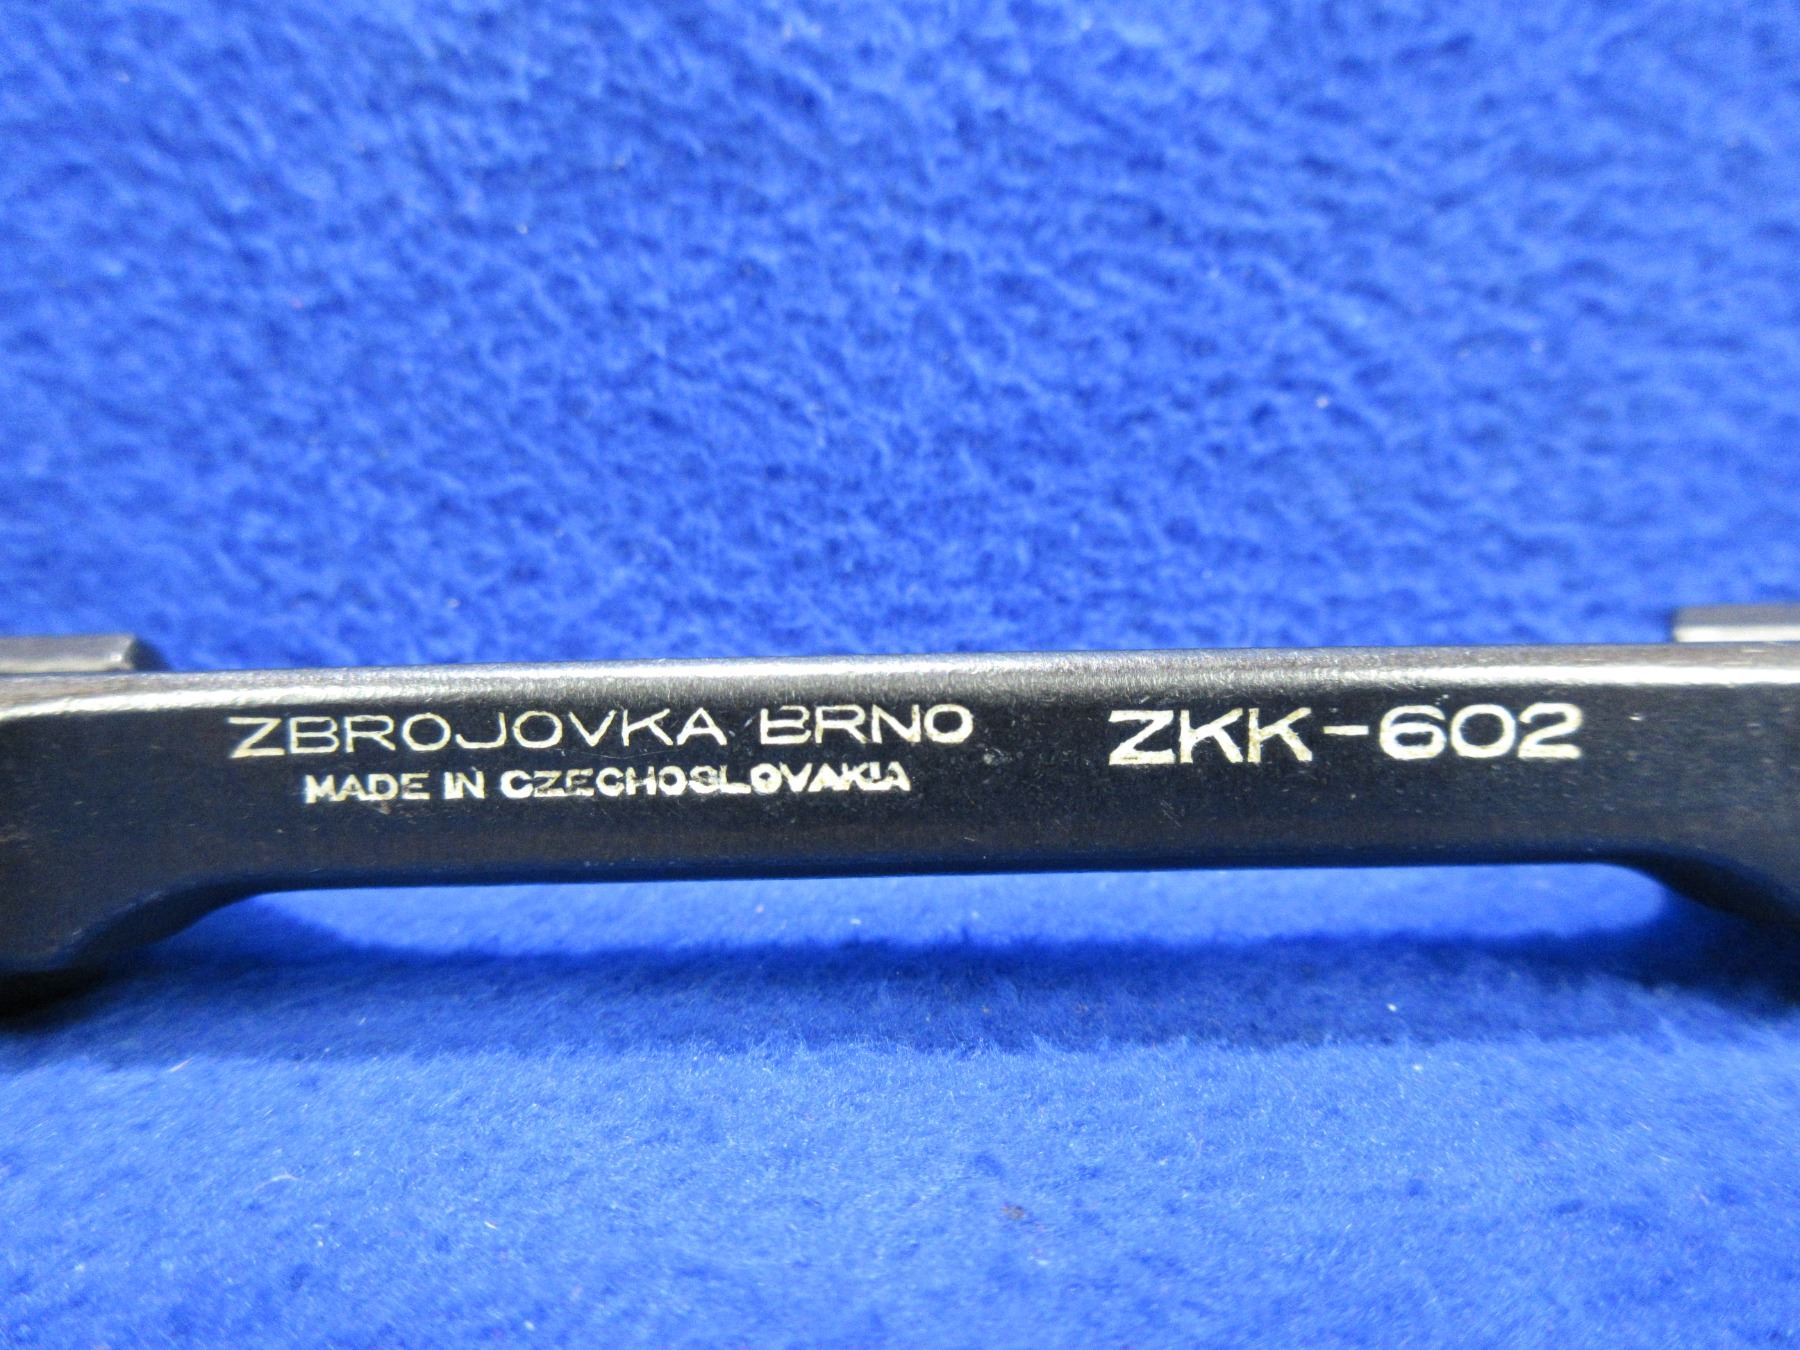 ZBROJOVKA BRNO
MADE IN CZECHOSLOVAKIA
ZKK-602